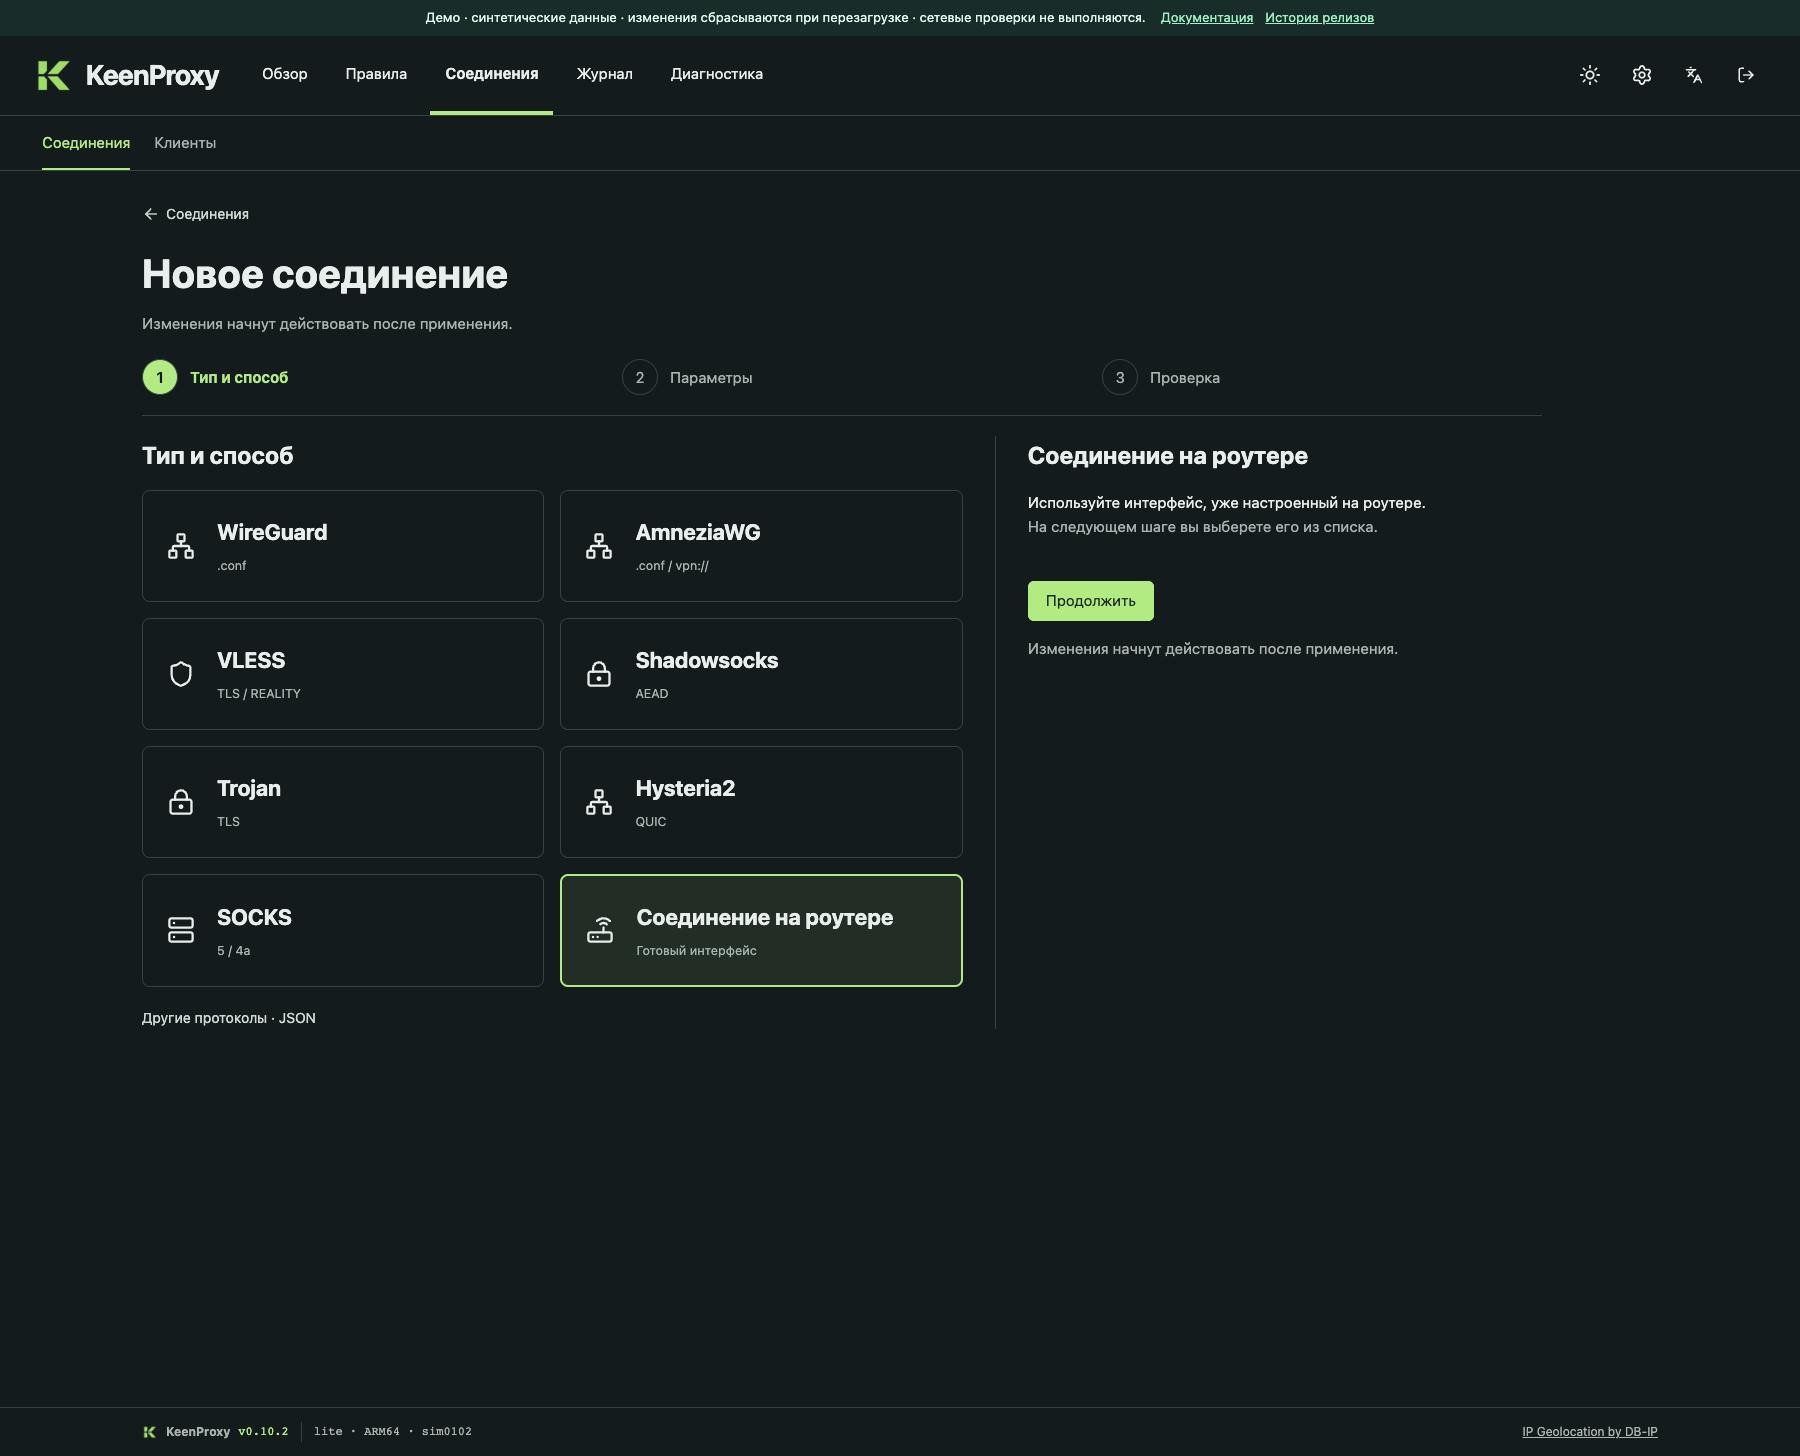 Демо · синтетические данные · изменения сбрасываются при перезагрузке · сетевые проверки не выполняются. Документация История релизов
KeenProxy Обзор Правила Соединения Журнал Диагностика
Соединения Клиенты
← Соединения
Новое соединение
Изменения начнут действовать после применения.
1 Тип и способ 2 Параметры 3 Проверка
Тип и способ
WireGuard
.conf
AmneziaWG
.conf / vpn://
VLESS
TLS / REALITY
Shadowsocks
AEAD
Trojan
TLS
Hysteria2
QUIC
SOCKS
5 / 4a
Соединение на роутере
Готовый интерфейс
Другие протоколы · JSON
Соединение на роутере
Используйте интерфейс, уже настроенный на роутере.
На следующем шаге вы выберете его из списка.
Продолжить
Изменения начнут действовать после применения.
KeenProxy v0.10.2 lite · ARM64 · sim0102
IP Geolocation by DB-IP